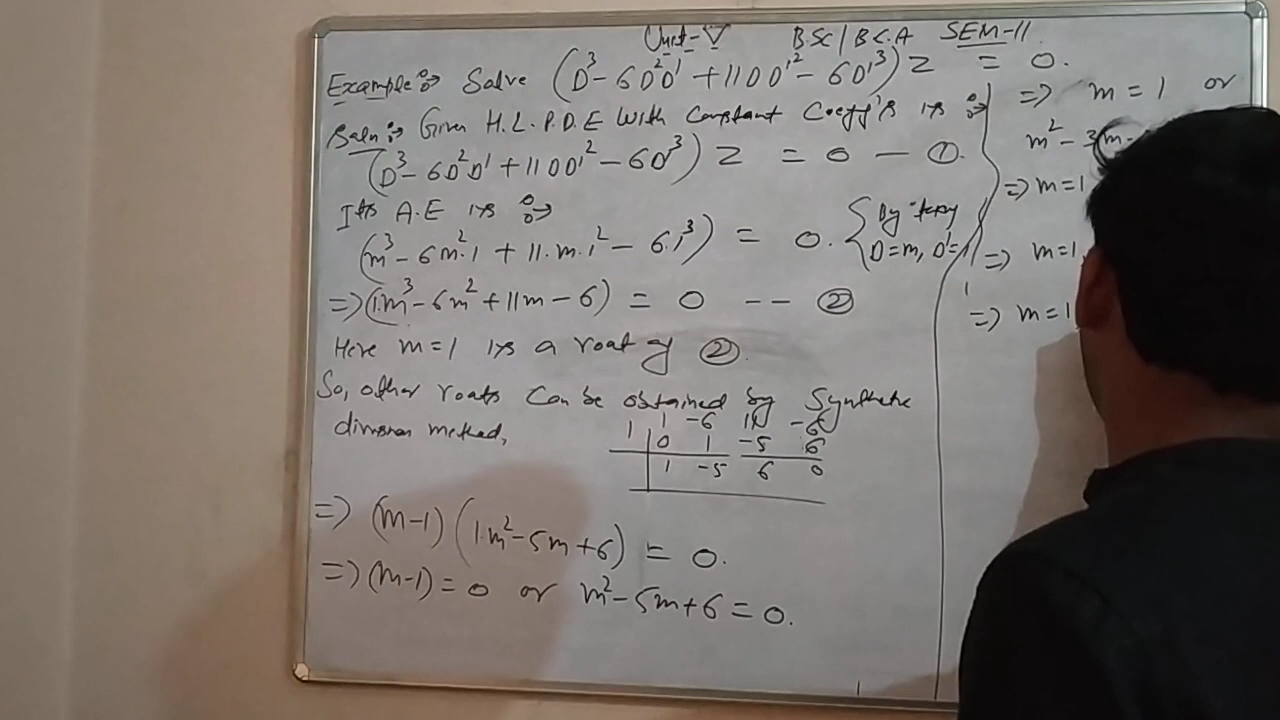 Unit-V BSC/BCA SEM-II
Example:→ Solve (D³ - 6D²D' + 11DD'² - 6D'³) Z = 0.
Soln:→ Given H.L.P.D.E with constant Coeff's is :→
(D³ - 6D²D' + 11DD'² - 6D'³) Z = 0 — ①.
Its A.E is :→
(m³ - 6m².1 + 11.m.1² - 6.1³) = 0. { By D=m, D'=1
=> (1.m³ - 6m² + 11m - 6) = 0 -- ②
Here m=1 is a root of ②.
So, other roots Can be obtained by Synthetic
division method,
1 -6 11 -6
1 | 0 1 -5 6
1 -5 6 0
=> (m-1) (1.m² - 5m + 6) = 0.
=> (m-1) = 0 or m² - 5m + 6 = 0.
=> m = 1 or
m² - 3m
=> m = 1
=> m = 1,
=> m = 1